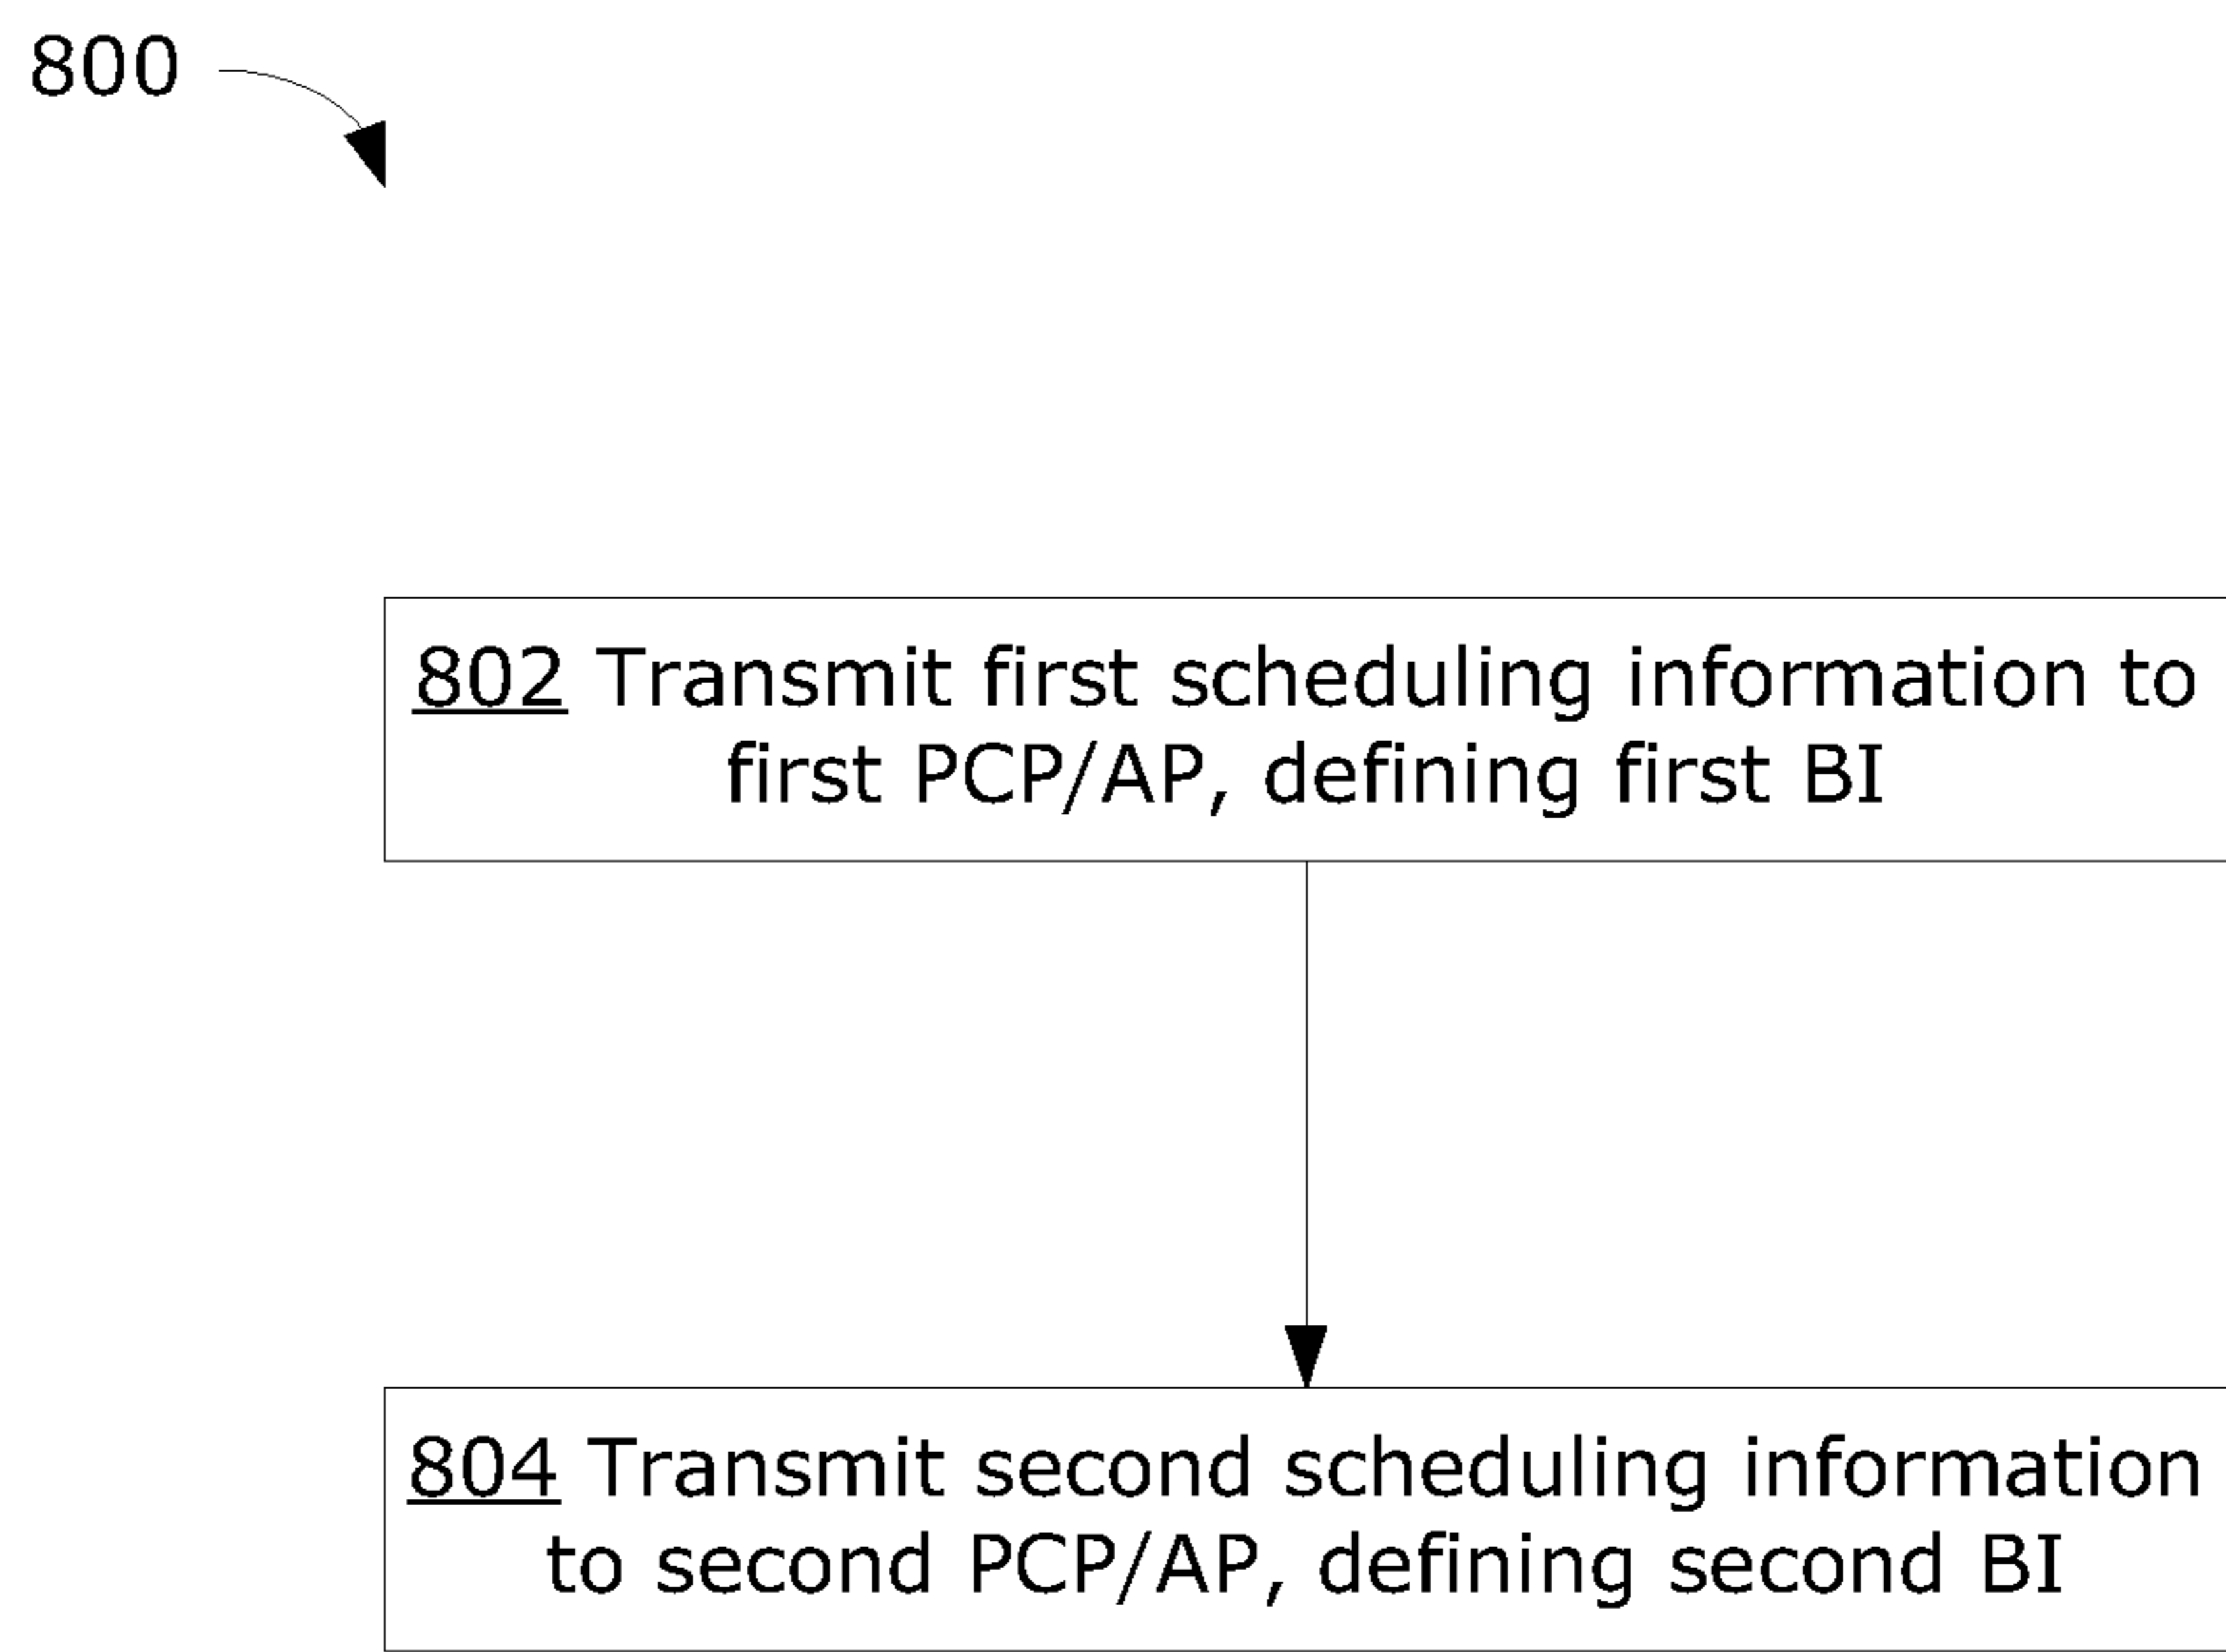 800
802 Transmit first scheduling information to
first PCP/AP, defining first BI
804 Transmit second scheduling information
to second PCP/AP, defining second BI